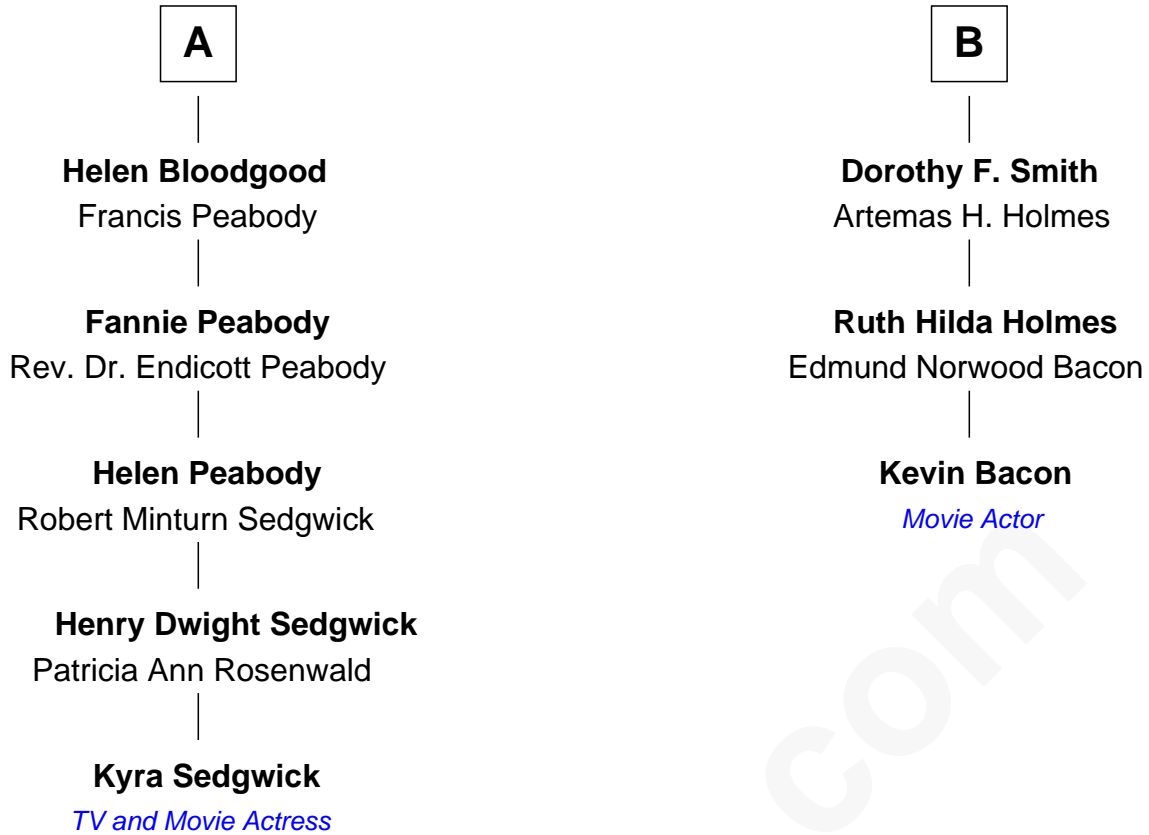 A
Helen Bloodgood
Francis Peabody
Fannie Peabody
Rev. Dr. Endicott Peabody
Helen Peabody
Robert Minturn Sedgwick
Henry Dwight Sedgwick
Patricia Ann Rosenwald
Kyra Sedgwick
TV and Movie Actress
B
Dorothy F. Smith
Artemas H. Holmes
Ruth Hilda Holmes
Edmund Norwood Bacon
Kevin Bacon
Movie Actor
com